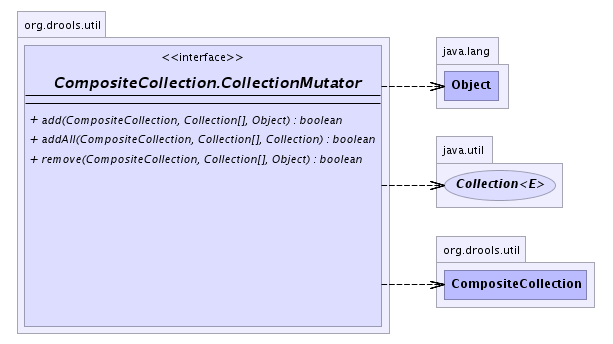 org.drools.util
<<interface>>
CompositeCollection.CollectionMutator
+ add(CompositeCollection, Collection[], Object) : boolean
+ addAll(CompositeCollection, Collection[], Collection) : boolean
+ remove(CompositeCollection, Collection[], Object) : boolean
java.lang
Object
java.util
Collection<E>
org.drools.util
CompositeCollection